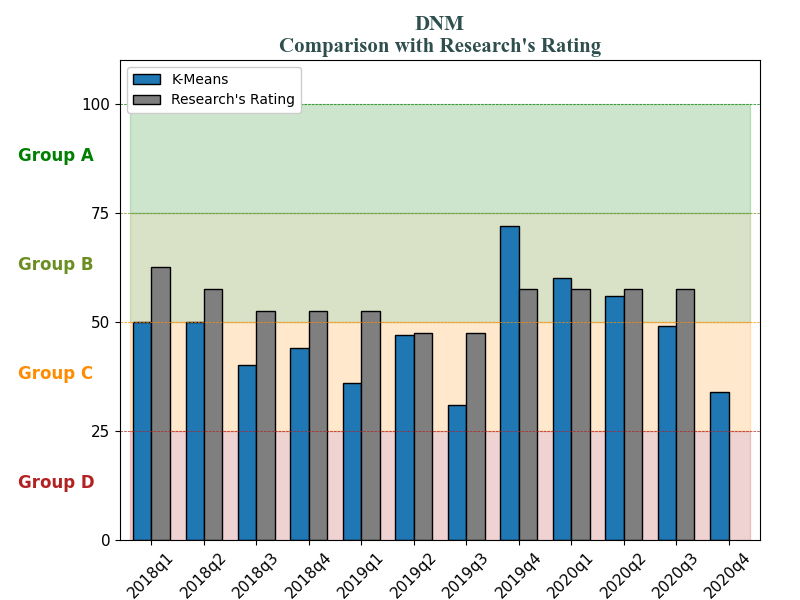 DNM
Comparison with Research's Rating
K-Means
Research's Rating
100
Group A
75
Group B
50
Group C
25
Group D
0
2018q1 2018q2 2018q3 2018q4 2019q1 2019q2 2019q3 2019q4 2020q1 2020q2 2020q3 2020q4